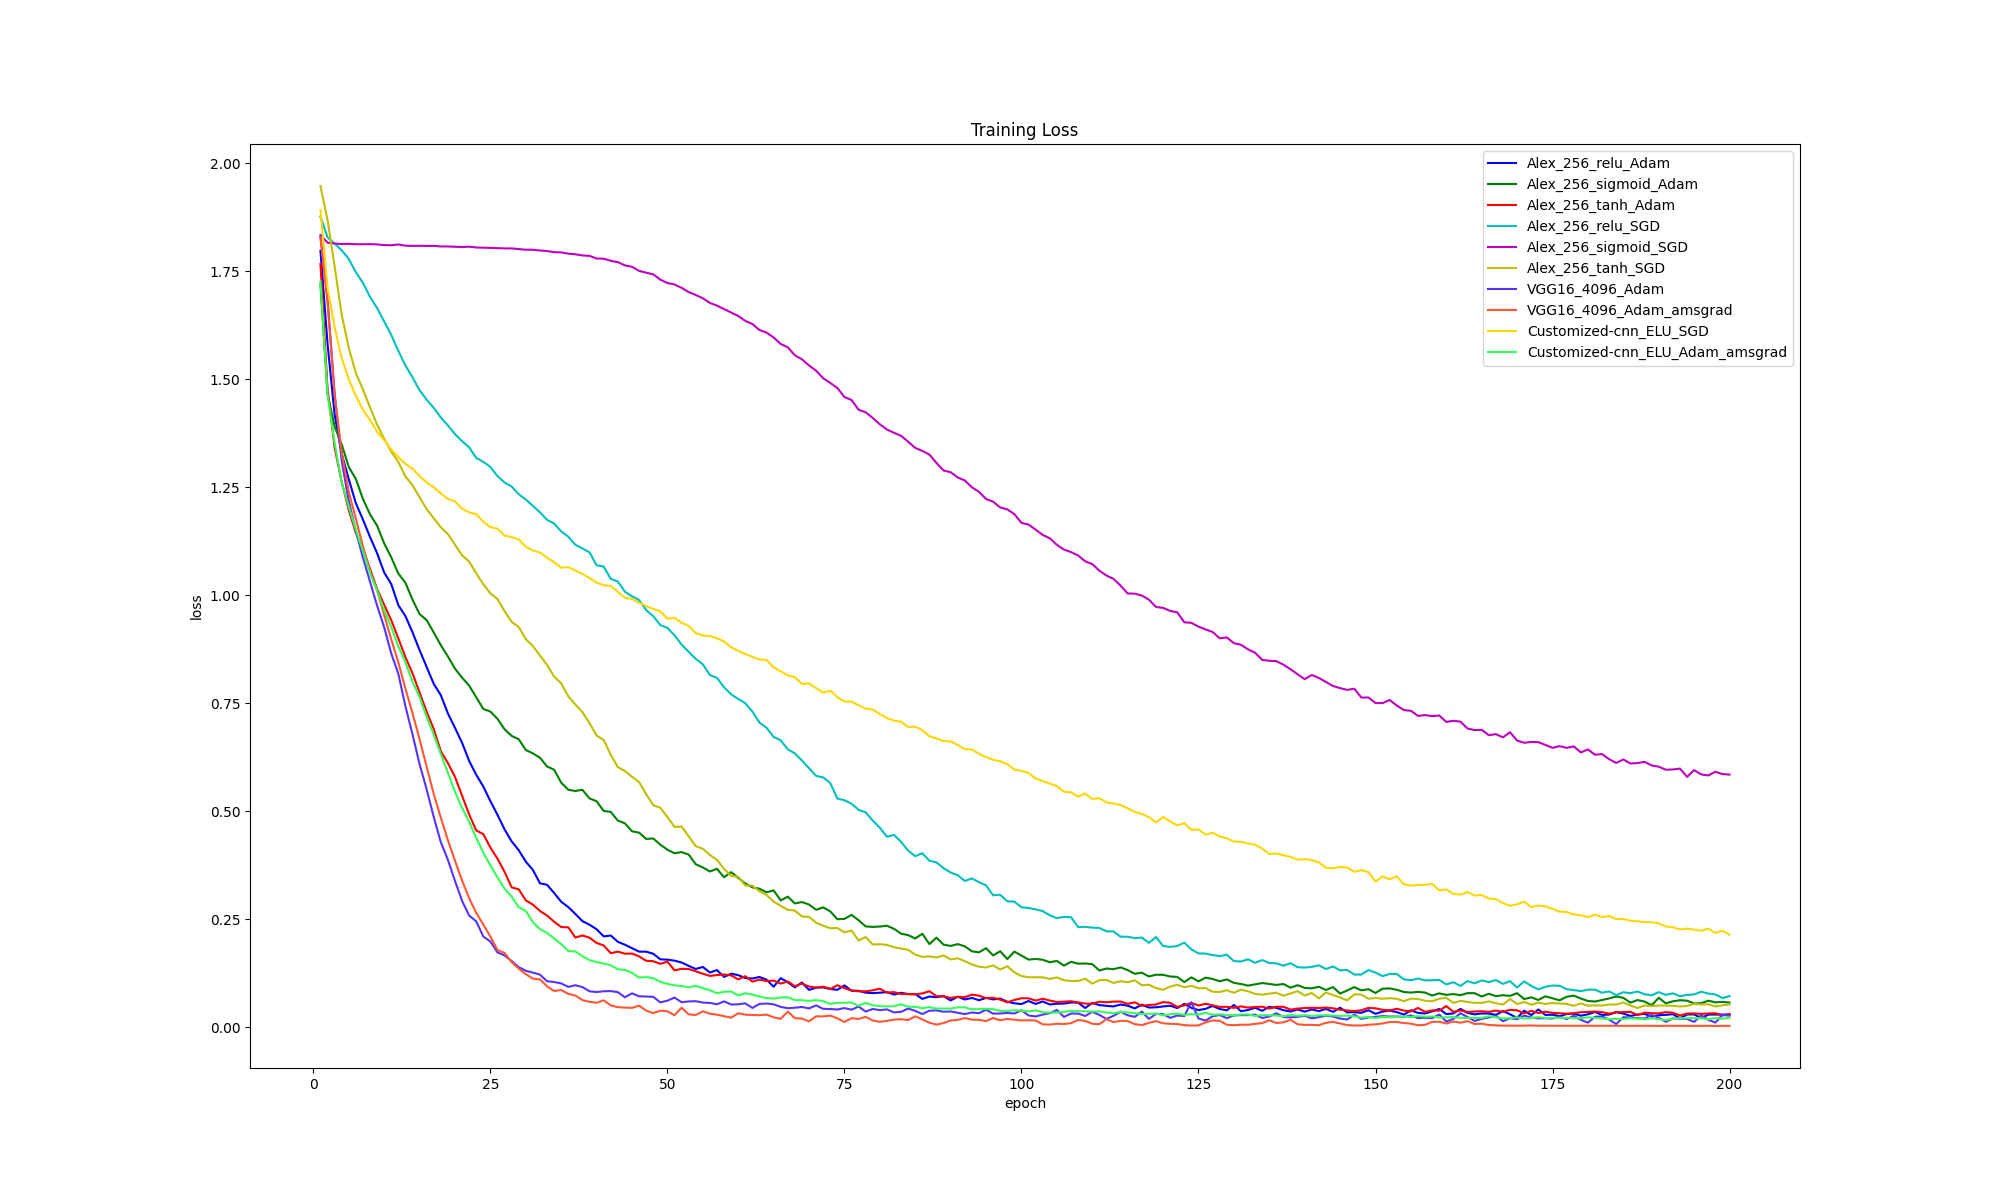 Training Loss
2.00
1.75
1.50
1.25
1.00
0.75
0.50
0.25
0.00
loss
Alex_256_relu_Adam
Alex_256_sigmoid_Adam
Alex_256_tanh_Adam
Alex_256_relu_SGD
Alex_256_sigmoid_SGD
Alex_256_tanh_SGD
VGG16_4096_Adam
VGG16_4096_Adam_amsgrad
Customized-cnn_ELU_SGD
Customized-cnn_ELU_Adam_amsgrad
0 25 50 75 100 125 150 175 200
epoch